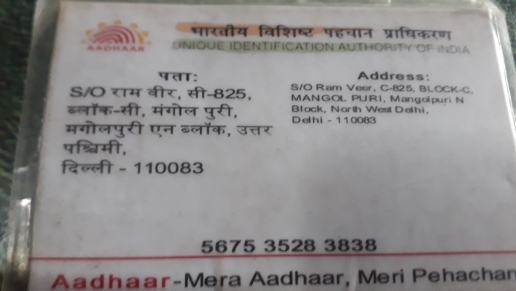 AADHAAR
भारतीय विशिष्ट पहचान प्राधिकरण
UNIQUE IDENTIFICATION AUTHORITY OF INDIA
पता:
S/O राम वीर, सी-825,
ब्लॉक-सी, मंगोल पुरी,
मगोलपुरी एन ब्लॉक, उत्तर
पश्चिमी,
दिल्ली - 110083
Address:
S/O Ram Veer, C-825, BLOCK-C,
MANGOL PURI, Mangolpuri N
Block, North West Delhi,
Delhi - 110083
5675 3528 3838
Aadhaar-Mera Aadhaar, Meri Pehachan